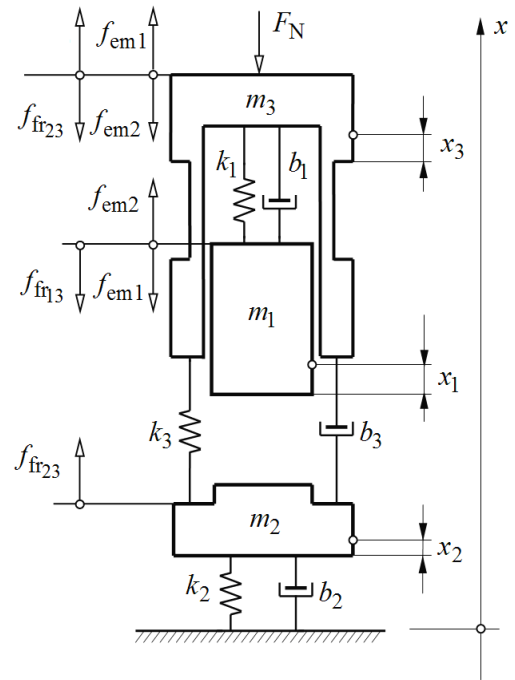 f_em1
F_N
x
f_fr23
f_em2
m_3
x_3
k_1
b_1
f_em2
f_fr13
f_em1
m_1
x_1
k_3
b_3
f_fr23
m_2
x_2
k_2
b_2